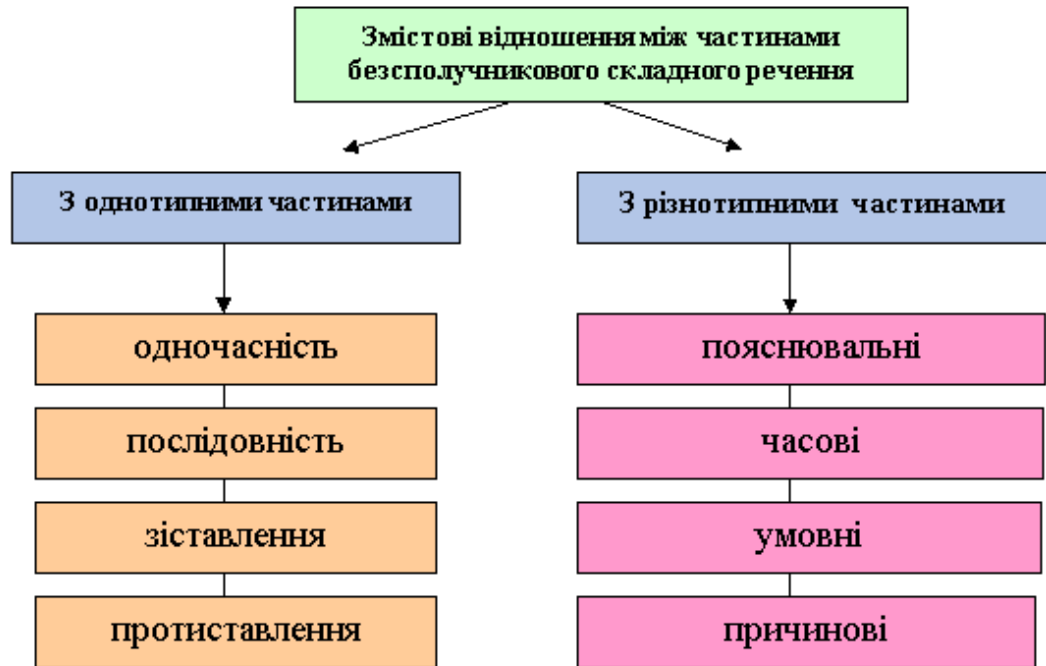 Змістові відношення між частинами
безсполучникового складного речення
З однотипними частинами
З різнотипними частинами
одночасність
послідовність
зіставлення
протиставлення
пояснювальні
часові
умовні
причинові